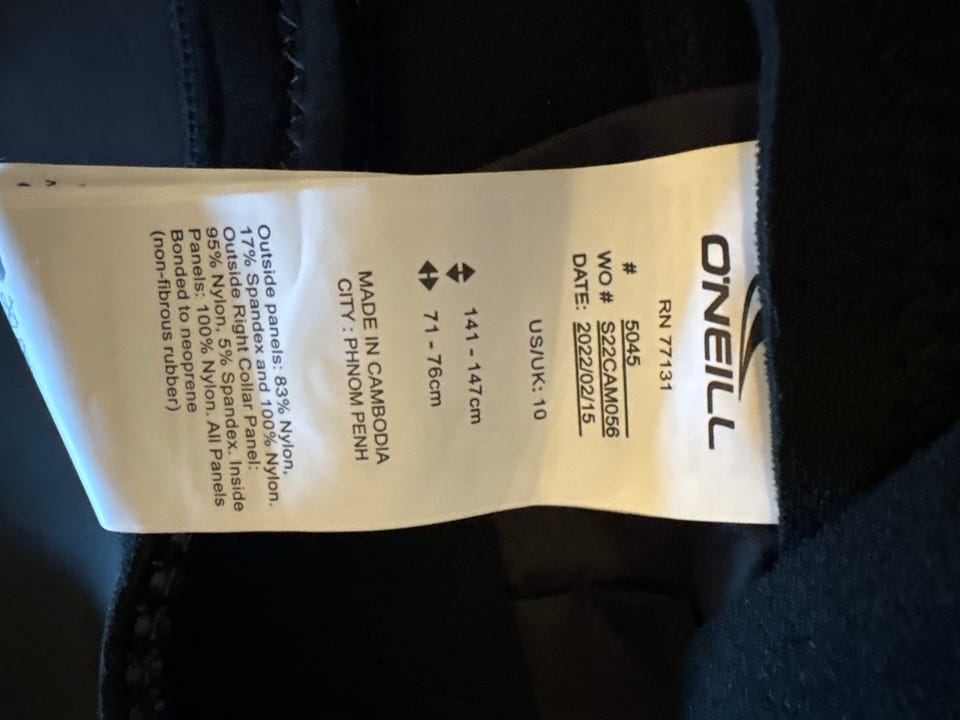 O'NEILL
RN 77131
# 5045
WO # S22CAM056
DATE: 2022/02/15
US/UK: 10
141 - 147cm
71 - 76cm
MADE IN CAMBODIA
CITY : PHNOM PENH
Outside panels: 83% Nylon,
17% Spandex and 100% Nylon.
Outside Right Collar Panel:
95% Nylon, 5% Spandex. Inside
Panels: 100% Nylon. All Panels
Bonded to neoprene
(non-fibrous rubber)